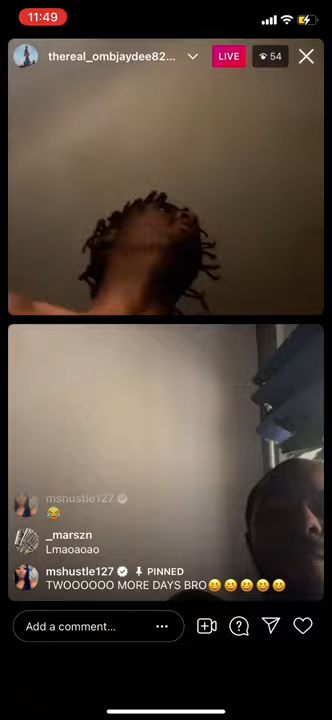 11:49
thereal_ombjaydee82...
LIVE
54
mshustle127
😂
_marszn
Lmaoaoao
mshustle127 PINNED
TWOOOOOO MORE DAYS BRO😆😆😆😆😆
Add a comment...